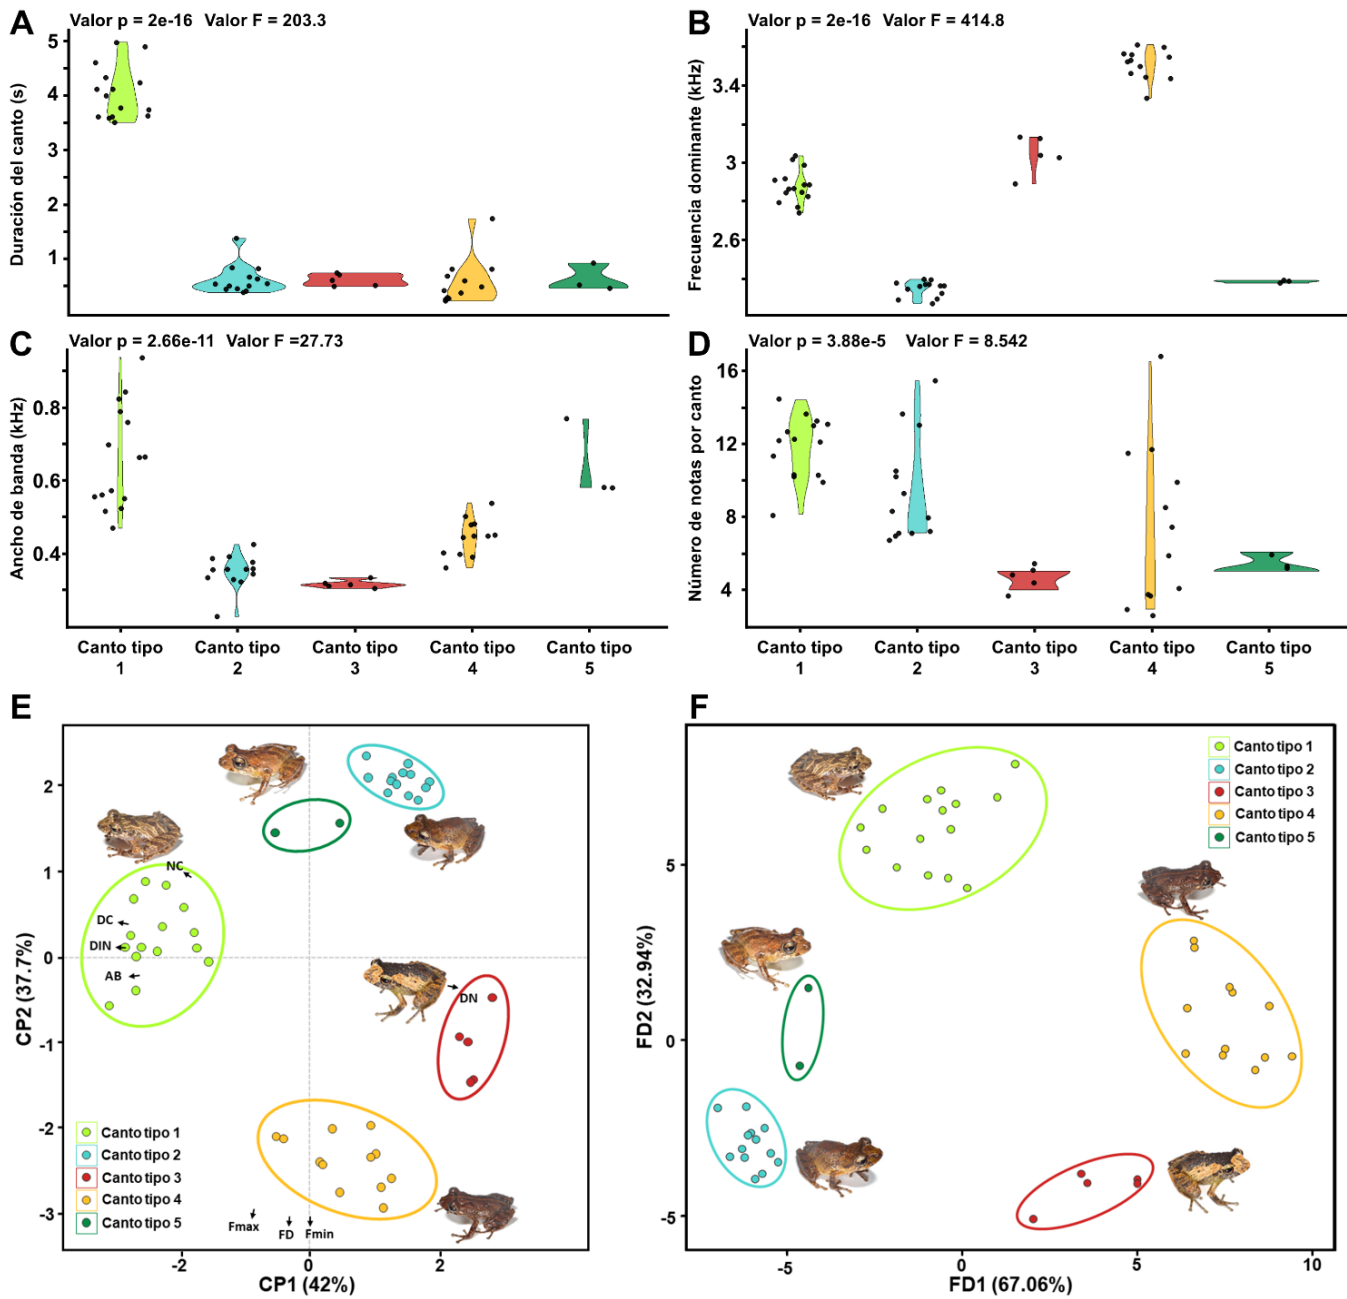 A Valor p = 2e-16 Valor F = 203.3
Duración del canto (s)
5
4
3
2
1
B Valor p = 2e-16 Valor F = 414.8
Frecuencia dominante (kHz)
3.4
3
2.6
C Valor p = 2.66e-11 Valor F =27.73
Ancho de banda (kHz)
0.8
0.6
0.4
Canto tipo 1
Canto tipo 2
Canto tipo 3
Canto tipo 4
Canto tipo 5
D Valor p = 3.88e-5 Valor F = 8.542
Número de notas por canto
16
12
8
4
Canto tipo 1
Canto tipo 2
Canto tipo 3
Canto tipo 4
Canto tipo 5
E
CP2 (37.7%)
2
1
0
-1
-2
-3
NC
DC
DIN
AB
DN
Canto tipo 1
Canto tipo 2
Canto tipo 3
Canto tipo 4
Canto tipo 5
Fmax
FD
Fmin
-2
0
2
CP1 (42%)
F
FD2 (32.94%)
5
0
-5
Canto tipo 1
Canto tipo 2
Canto tipo 3
Canto tipo 4
Canto tipo 5
-5
0
5
10
FD1 (67.06%)